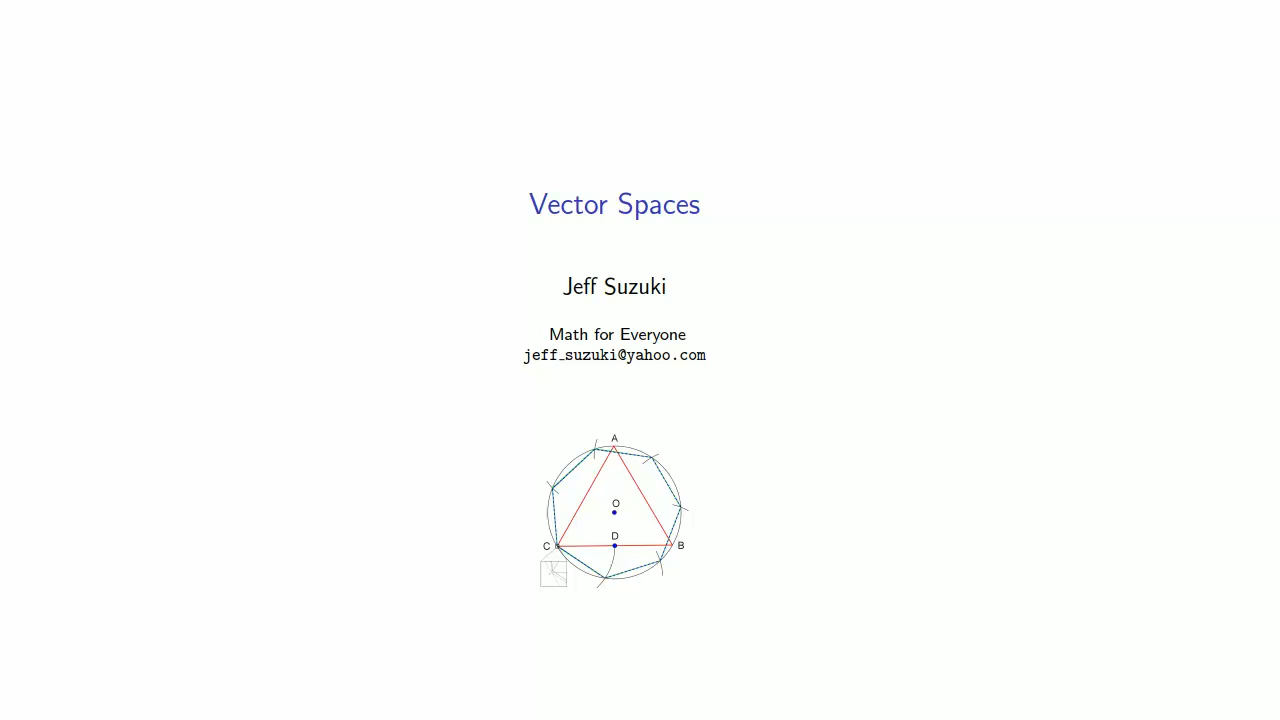 Vector Spaces
Jeff Suzuki
Math for Everyone
jeff_suzuki@yahoo.com
A
O
D
C
B